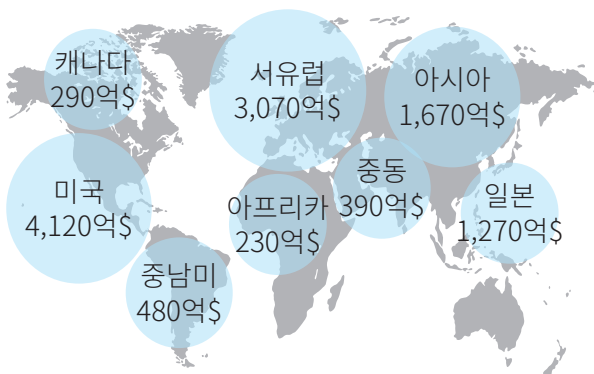 캐나다
290억$
서유럽
3,070억$
아시아
1,670억$
미국
4,120억$
아프리카
230억$
중동
390억$
일본
1,270억$
중남미
480억$